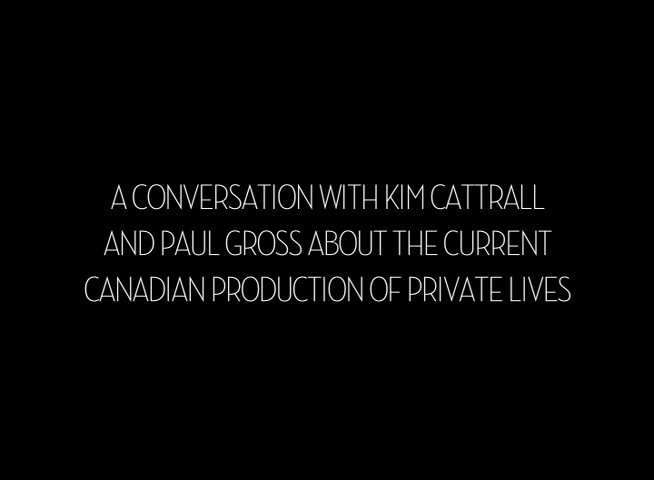 A CONVERSATION WITH KIM CATTRALL
AND PAUL GROSS ABOUT THE CURRENT
CANADIAN PRODUCTION OF PRIVATE LIVES